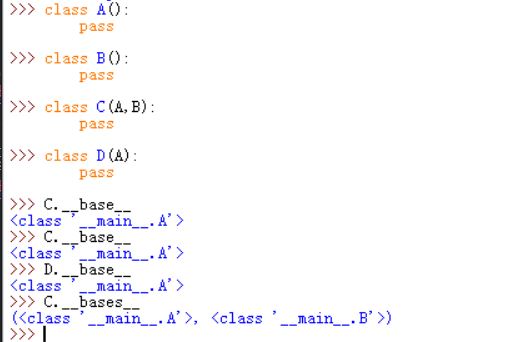 >>> class A():
        pass
>>> class B():
        pass
>>> class C(A,B):
        pass
>>> class D(A):
        pass
>>> C.__base__
<class '__main__.A'>
>>> C.__base__
<class '__main__.A'>
>>> D.__base__
<class '__main__.A'>
>>> C.__bases__
(<class '__main__.A'>, <class '__main__.B'>)
>>>